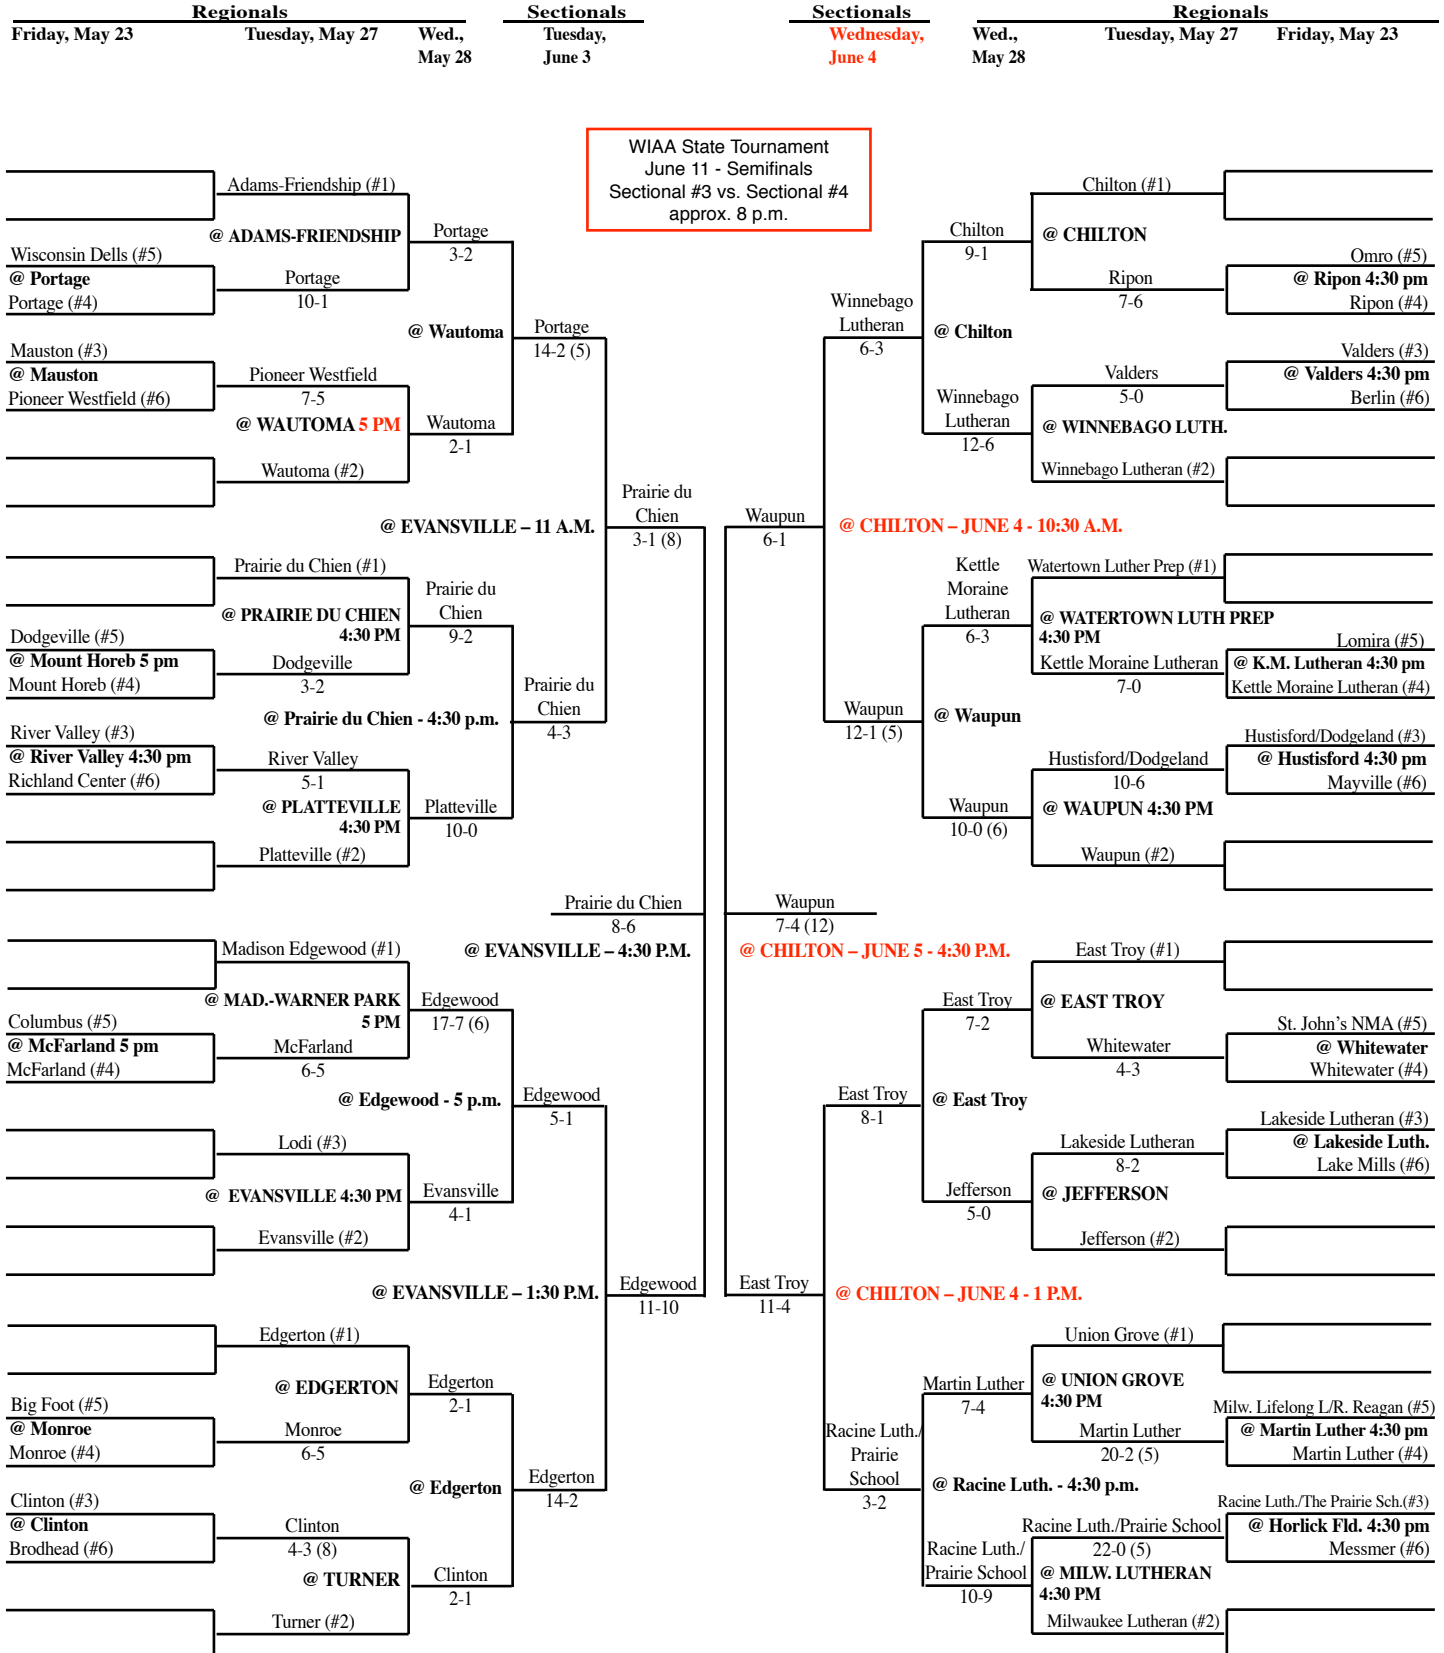 Regionals
Sectionals
Sectionals
Regionals
Friday, May 23
Tuesday, May 27
Wed.,
May 28
Tuesday,
June 3
Wednesday,
June 4
Wed.,
May 28
Tuesday, May 27
Friday, May 23
WIAA State Tournament
June 11 - Semifinals
Sectional #3 vs. Sectional #4
approx. 8 p.m.
Adams-Friendship (#1)
@ ADAMS-FRIENDSHIP
Wisconsin Dells (#5)
@ Portage
Portage (#4)
Portage
10-1
Portage
3-2
@ Wautoma
Portage
14-2 (5)
Mauston (#3)
@ Mauston
Pioneer Westfield (#6)
Pioneer Westfield
7-5
@ WAUTOMA 5 PM
Wautoma
2-1
Wautoma (#2)
@ EVANSVILLE – 11 A.M.
Prairie du
Chien
3-1 (8)
Prairie du Chien (#1)
@ PRAIRIE DU CHIEN
4:30 PM
Prairie du
Chien
9-2
Dodgeville (#5)
@ Mount Horeb 5 pm
Mount Horeb (#4)
Dodgeville
3-2
@ Prairie du Chien - 4:30 p.m.
Prairie du
Chien
4-3
River Valley (#3)
@ River Valley 4:30 pm
Richland Center (#6)
River Valley
5-1
@ PLATTEVILLE
4:30 PM
Platteville
10-0
Platteville (#2)
Prairie du Chien
8-6
@ EVANSVILLE – 4:30 P.M.
Madison Edgewood (#1)
@ MAD.-WARNER PARK
5 PM
Edgewood
17-7 (6)
Columbus (#5)
@ McFarland 5 pm
McFarland (#4)
McFarland
6-5
@ Edgewood - 5 p.m.
Edgewood
5-1
Lodi (#3)
@ EVANSVILLE 4:30 PM
Evansville
4-1
Evansville (#2)
@ EVANSVILLE – 1:30 P.M.
Edgewood
11-10
Edgerton (#1)
@ EDGERTON
Edgerton
2-1
Big Foot (#5)
@ Monroe
Monroe (#4)
Monroe
6-5
@ Edgerton
Edgerton
14-2
Clinton (#3)
@ Clinton
Brodhead (#6)
Clinton
4-3 (8)
@ TURNER
Clinton
2-1
Turner (#2)
Chilton (#1)
Chilton
9-1
@ CHILTON
Omro (#5)
@ Ripon 4:30 pm
Ripon (#4)
Ripon
7-6
Winnebago
Lutheran
6-3
@ Chilton
Valders (#3)
@ Valders 4:30 pm
Berlin (#6)
Valders
5-0
Winnebago
Lutheran
12-6
@ WINNEBAGO LUTH.
Winnebago Lutheran (#2)
Waupun
6-1
@ CHILTON – JUNE 4 - 10:30 A.M.
Kettle
Moraine
Lutheran
6-3
Watertown Luther Prep (#1)
@ WATERTOWN LUTH PREP
4:30 PM
Lomira (#5)
@ K.M. Lutheran 4:30 pm
Kettle Moraine Lutheran (#4)
Kettle Moraine Lutheran
7-0
Waupun
12-1 (5)
@ Waupun
Hustisford/Dodgeland (#3)
@ Hustisford 4:30 pm
Mayville (#6)
Hustisford/Dodgeland
10-6
Waupun
10-0 (6)
@ WAUPUN 4:30 PM
Waupun (#2)
Waupun
7-4 (12)
@ CHILTON – JUNE 5 - 4:30 P.M.
East Troy (#1)
East Troy
7-2
@ EAST TROY
St. John’s NMA (#5)
@ Whitewater
Whitewater (#4)
Whitewater
4-3
East Troy
8-1
@ East Troy
Lakeside Lutheran (#3)
@ Lakeside Luth.
Lake Mills (#6)
Lakeside Lutheran
8-2
Jefferson
5-0
@ JEFFERSON
Jefferson (#2)
East Troy
11-4
@ CHILTON – JUNE 4 - 1 P.M.
Union Grove (#1)
Martin Luther
7-4
@ UNION GROVE
4:30 PM
Milw. Lifelong L/R. Reagan (#5)
@ Martin Luther 4:30 pm
Martin Luther (#4)
Martin Luther
20-2 (5)
Racine Luth./
Prairie
School
3-2
@ Racine Luth. - 4:30 p.m.
Racine Luth./The Prairie Sch.(#3)
@ Horlick Fld. 4:30 pm
Messmer (#6)
Racine Luth./Prairie School
22-0 (5)
Racine Luth./
Prairie School
10-9
@ MILW. LUTHERAN
4:30 PM
Milwaukee Lutheran (#2)